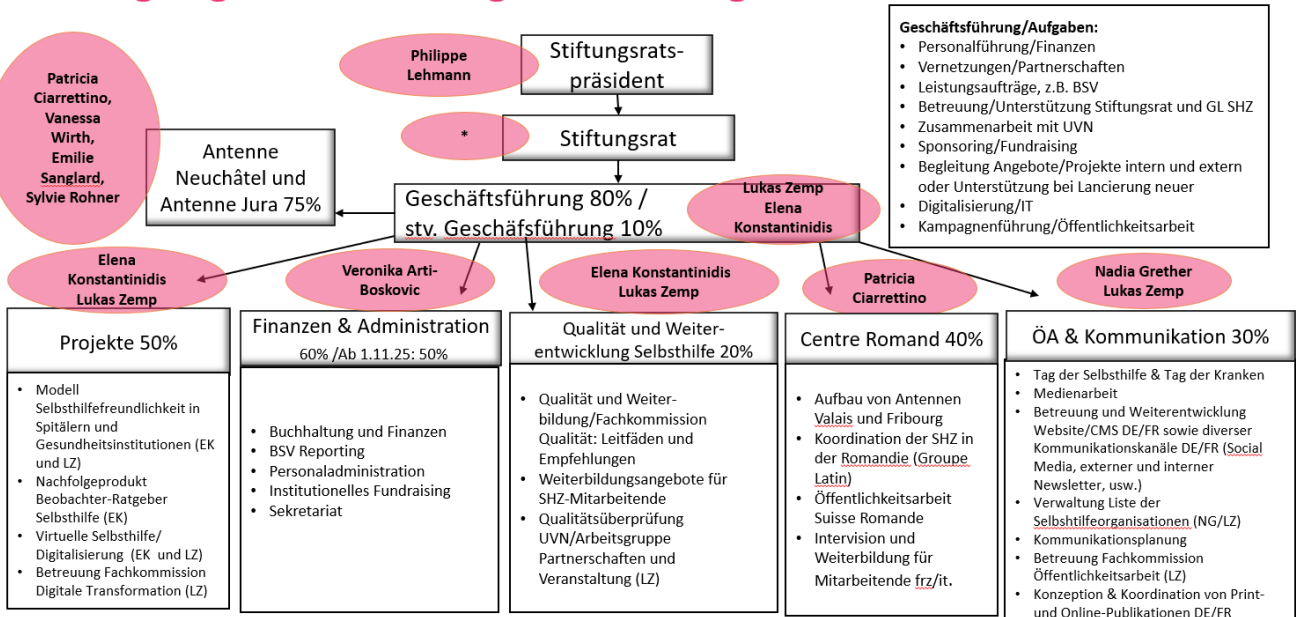 Philippe
Lehmann
Stiftungsrats-
präsident
*
Stiftungsrat
Patricia
Ciarrettino,
Vanessa
Wirth,
Emilie
Sanglard,
Sylvie Rohner
Antenne
Neuchâtel und
Antenne Jura 75%
Geschäftsführung 80% /
stv. Geschäfsführung 10%
Lukas Zemp
Elena
Konstantinidis
Geschäftsführung/Aufgaben:
• Personalführung/Finanzen
• Vernetzungen/Partnerschaften
• Leistungsaufträge, z.B. BSV
• Betreuung/Unterstützung Stiftungsrat und GL SHZ
• Zusammenarbeit mit UVN
• Sponsoring/Fundraising
• Begleitung Angebote/Projekte intern und extern
oder Unterstützung bei Lancierung neuer
• Digitalisierung/IT
• Kampagnenführung/Öffentlichkeitsarbeit
Elena
Konstantinidis
Lukas Zemp
Projekte 50%
• Modell
Selbsthilfefreundlichkeit in
Spitälern und
Gesundheitsinstitutionen (EK
und LZ)
• Nachfolgeprodukt
Beobachter-Ratgeber
Selbsthilfe (EK)
• Virtuelle Selbsthilfe/
Digitalisierung (EK und LZ)
• Betreuung Fachkommission
Digitale Transformation (LZ)
Veronika Arti-
Boskovic
Finanzen & Administration
60% /Ab 1.11.25: 50%
• Buchhaltung und Finanzen
• BSV Reporting
• Personaladministration
• Institutionelles Fundraising
• Sekretariat
Elena Konstantinidis
Lukas Zemp
Qualität und Weiter-
entwicklung Selbsthilfe 20%
• Qualität und Weiter-
bildung/Fachkommission
Qualität: Leitfäden und
Empfehlungen
• Weiterbildungsangebote für
SHZ-Mitarbeitende
• Qualitätsüberprüfung
UVN/Arbeitsgruppe
Partnerschaften und
Veranstaltung (LZ)
Patricia
Ciarrettino
Centre Romand 40%
• Aufbau von Antennen
Valais und Fribourg
• Koordination der SHZ in
der Romandie (Groupe
Latin)
• Öffentlichkeitsarbeit
Suisse Romande
• Intervision und
Weiterbildung für
Mitarbeitende frz/it.
Nadia Grether
Lukas Zemp
ÖA & Kommunikation 30%
• Tag der Selbsthilfe & Tag der Kranken
• Medienarbeit
• Betreuung und Weiterentwicklung
Website/CMS DE/FR sowie diverser
Kommunikationskanäle DE/FR (Social
Media, externer und interner
Newsletter, usw.)
• Verwaltung Liste der
Selbshtilfeorganisationen (NG/LZ)
• Kommunikationsplanung
• Betreuung Fachkommission
Öffentlichkeitsarbeit (LZ)
• Konzeption & Koordination von Print-
und Online-Publikationen DE/FR